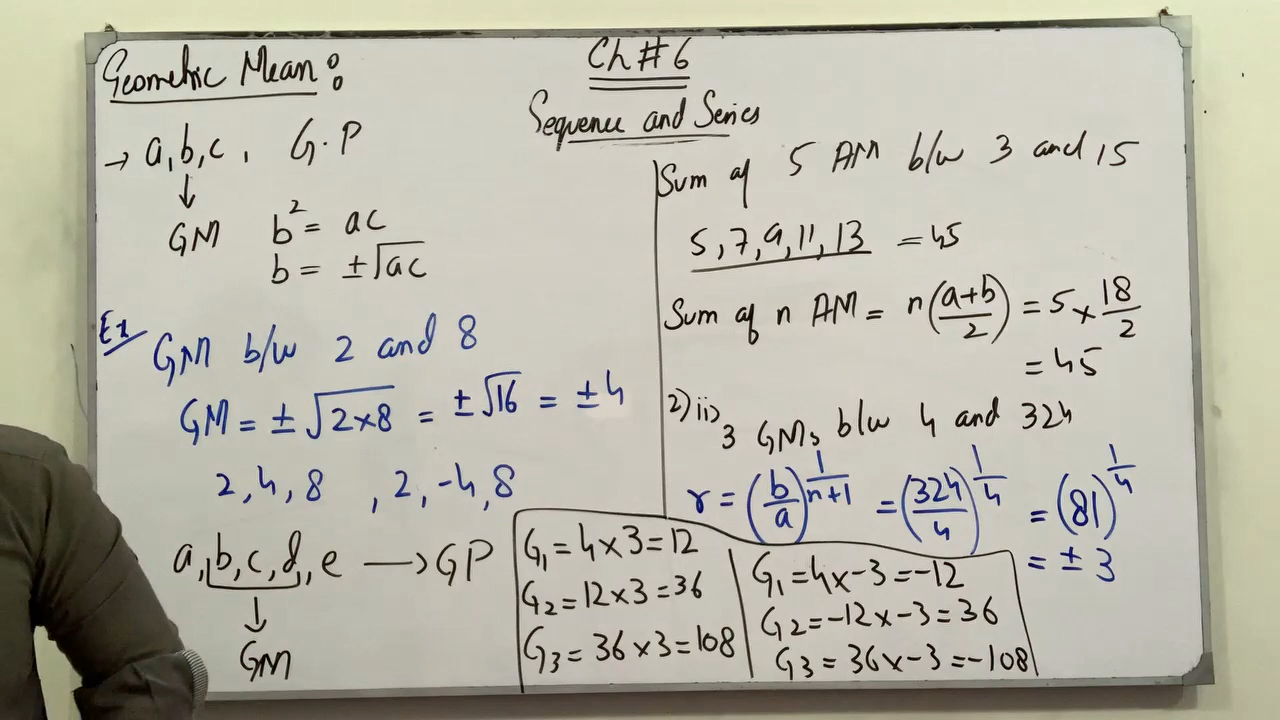 Ch # 6
Sequence and Series
Geometric Mean:
→ a, b, c, G.P
↓
GM b² = ac
b = ±√ac
Ex GM b/w 2 and 8
GM = ±√2×8 = ±√16 = ±4
2, 4, 8 , 2, -4, 8
a, b, c, d, e → GP
↓
GM
Sum of 5 AM b/w 3 and 15
5, 7, 9, 11, 13 = 45
Sum of n AM = n(a+b/2) = 5 × 18/2
= 45
2) ii) 3 GMs b/w 4 and 324
r = (b/a)^1/n+1 = (324/4)^1/4 = (81)^1/4
= ±3
G₁ = 4×3 = 12
G₂ = 12×3 = 36
G₃ = 36×3 = 108
G₁ = 4×-3 = -12
G₂ = -12×-3 = 36
G₃ = 36×-3 = -108